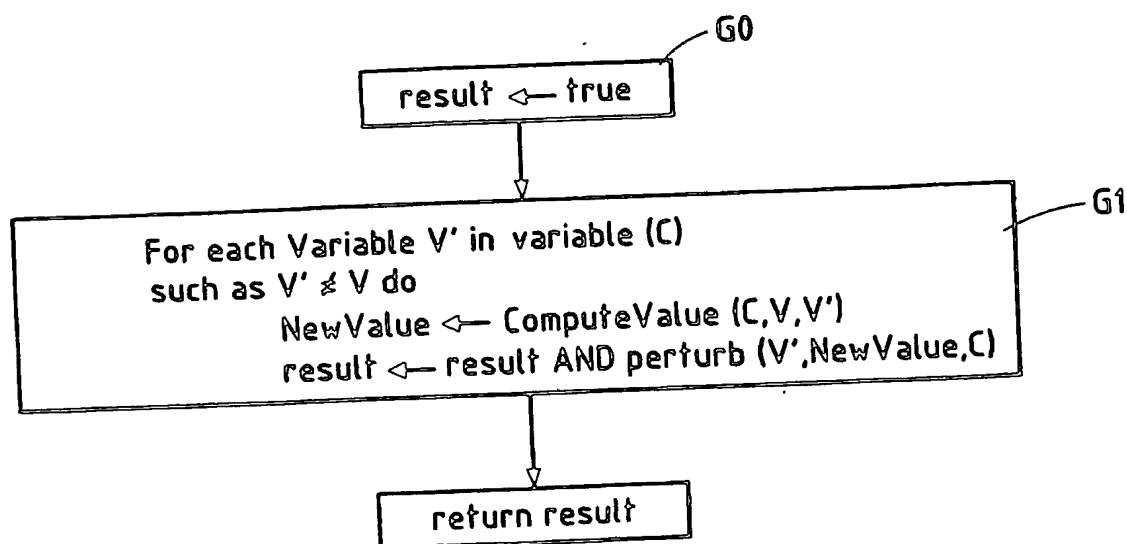 G0
result ← true
G1
For each Variable V' in variable (C)
such as V' ≠ V do
NewValue ← ComputeValue (C,V,V')
result ← result AND perturb (V',NewValue,C)
return result